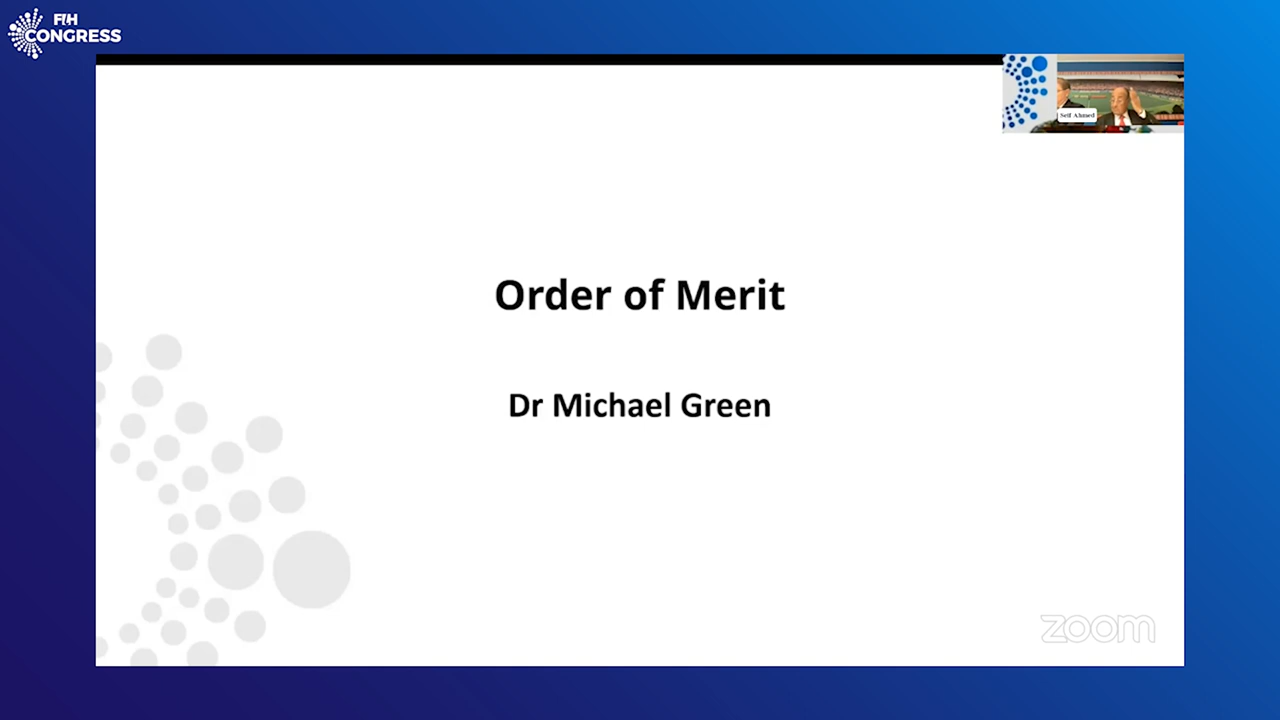 FIH
CONGRESS
Seif Ahmed
Order of Merit
Dr Michael Green
zoom